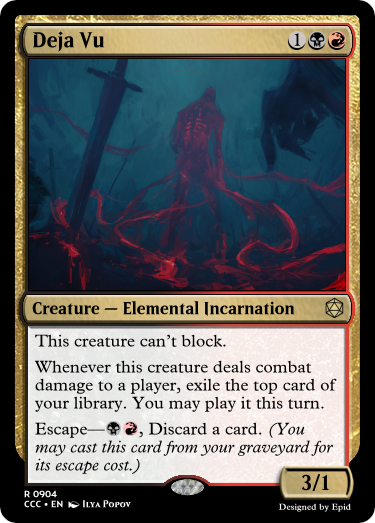 Deja Vu 1
Creature — Elemental Incarnation
This creature can't block.
Whenever this creature deals combat
damage to a player, exile the top card of
your library. You may play it this turn.
Escape—, Discard a card. (You
may cast this card from your graveyard for
its escape cost.)
3/1
R 0904
CCC • EN Ilya Popov
Designed by Epid